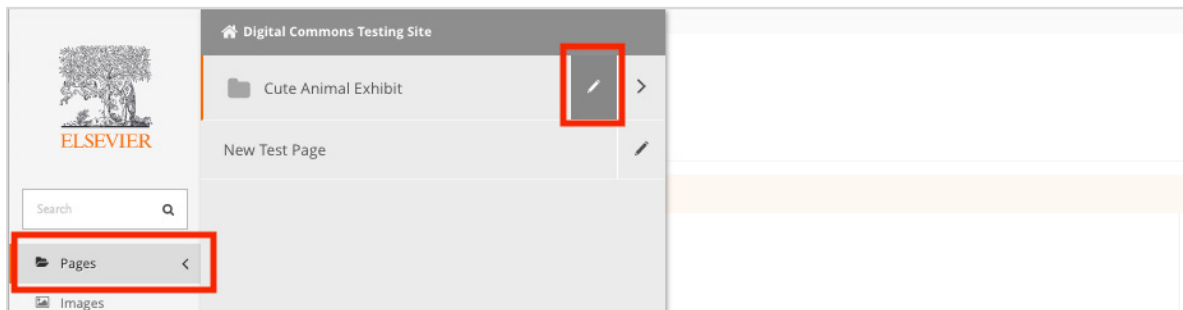 Digital Commons Testing Site
Cute Animal Exhibit
New Test Page
ELSEVIER
Search
Pages
Images